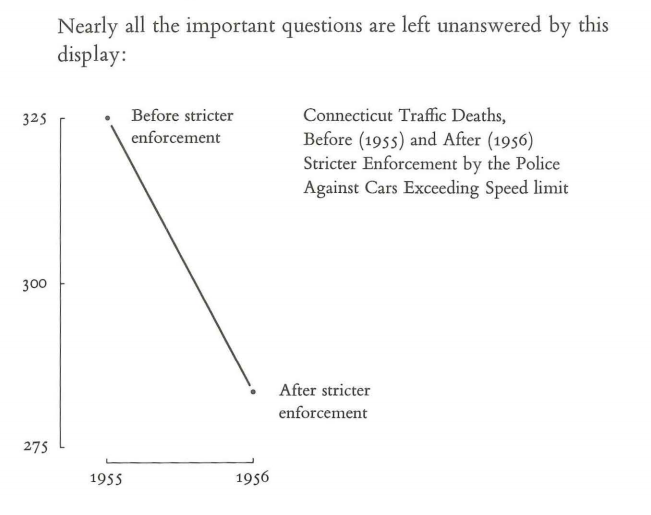 Nearly all the important questions are left unanswered by this
display:
325
Before stricter
enforcement
Connecticut Traffic Deaths,
Before (1955) and After (1956)
Stricter Enforcement by the Police
Against Cars Exceeding Speed limit
300
After stricter
enforcement
275
1955
1956